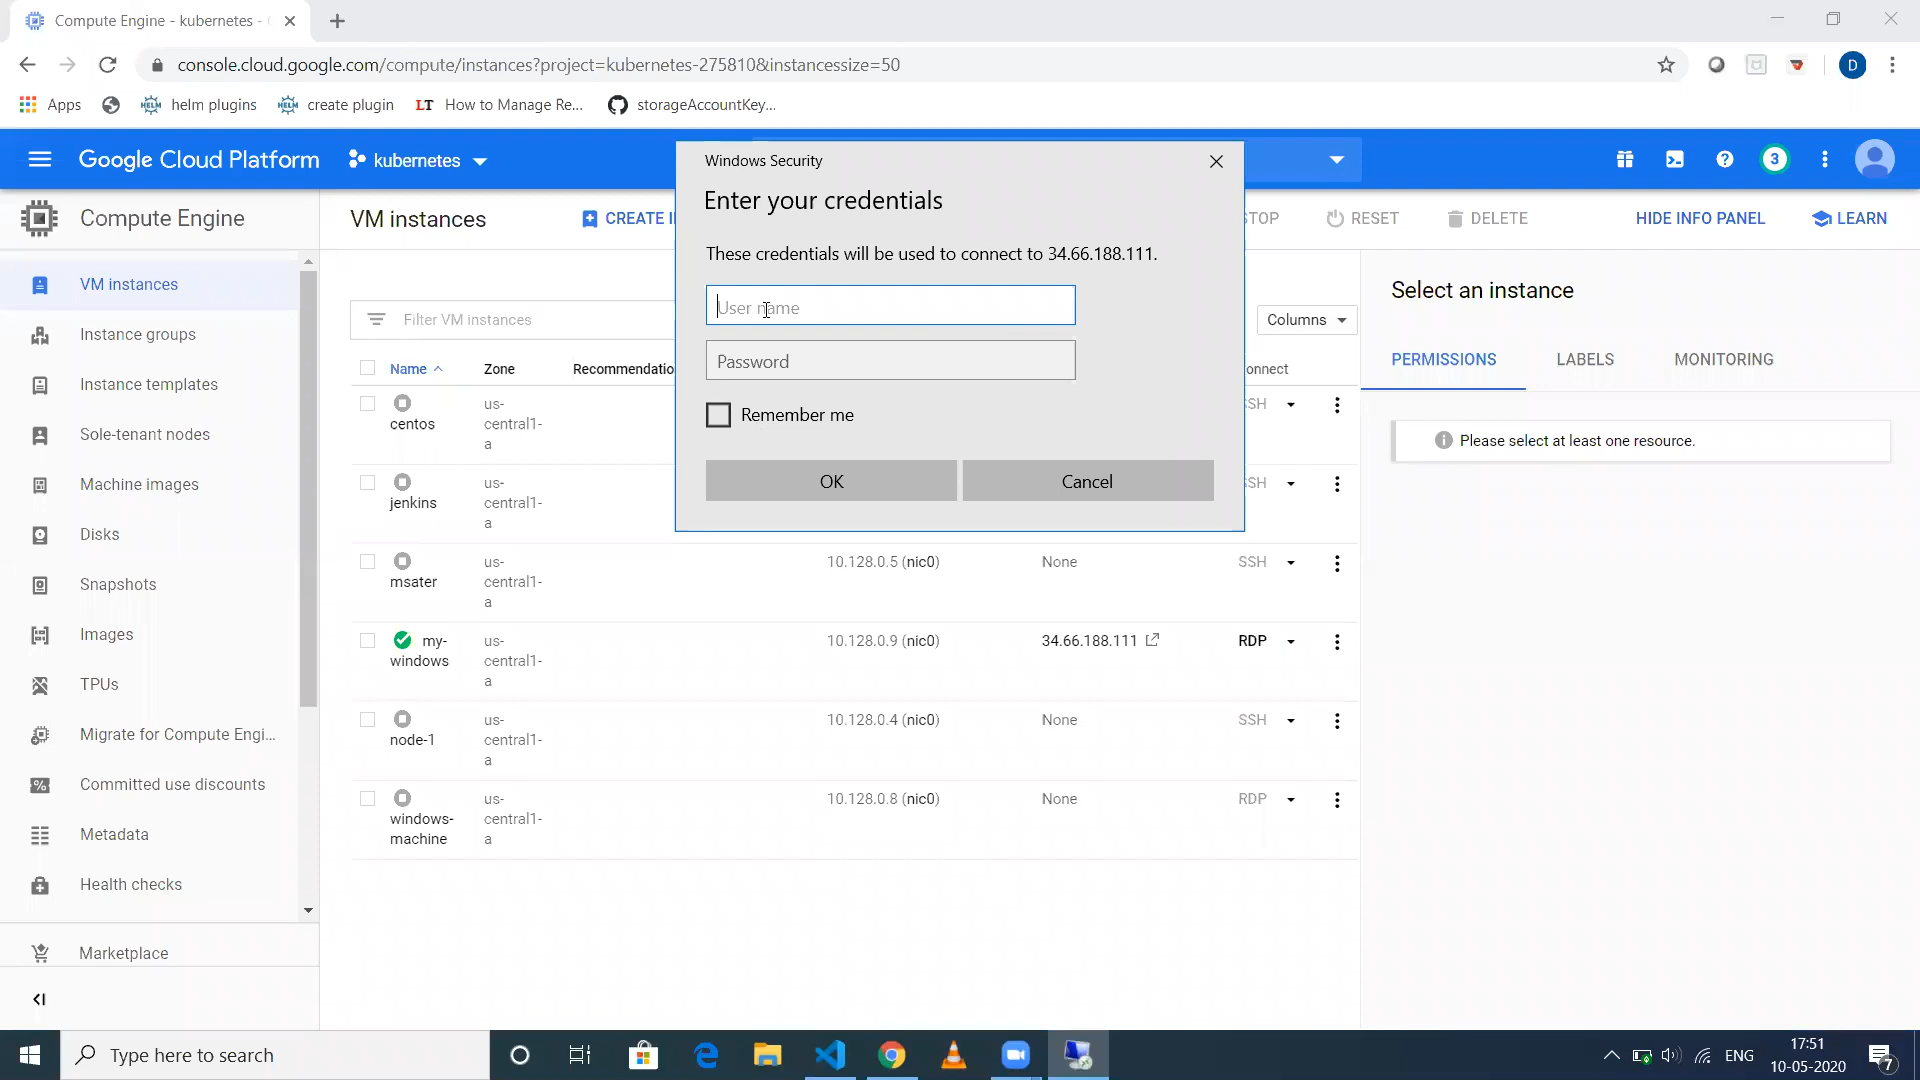 Compute Engine - kubernetes -
console.cloud.google.com/compute/instances?project=kubernetes-275810&instancessize=50
D
Apps
HELM helm plugins
HELM create plugin
LT How to Manage Re...
storageAccountKey...
Google Cloud Platform
kubernetes
3
Compute Engine
VM instances
CREATE I
STOP
RESET
DELETE
HIDE INFO PANEL
LEARN
Windows Security
Enter your credentials
These credentials will be used to connect to 34.66.188.111.
User name
Password
Remember me
OK
Cancel
VM instances
Instance groups
Instance templates
Sole-tenant nodes
Machine images
Disks
Snapshots
Images
TPUs
Migrate for Compute Engi...
Committed use discounts
Metadata
Health checks
Marketplace
Filter VM instances
Columns
Name
Zone
Recommendatio
onnect
centos
us-
central1-
a
SSH
jenkins
us-
central1-
a
SSH
msater
us-
central1-
a
10.128.0.5 (nic0)
None
SSH
my-
windows
us-
central1-
a
10.128.0.9 (nic0)
34.66.188.111
RDP
node-1
us-
central1-
a
10.128.0.4 (nic0)
None
SSH
windows-
machine
us-
central1-
a
10.128.0.8 (nic0)
None
RDP
Select an instance
PERMISSIONS
LABELS
MONITORING
Please select at least one resource.
Type here to search
ENG
17:51
10-05-2020
7